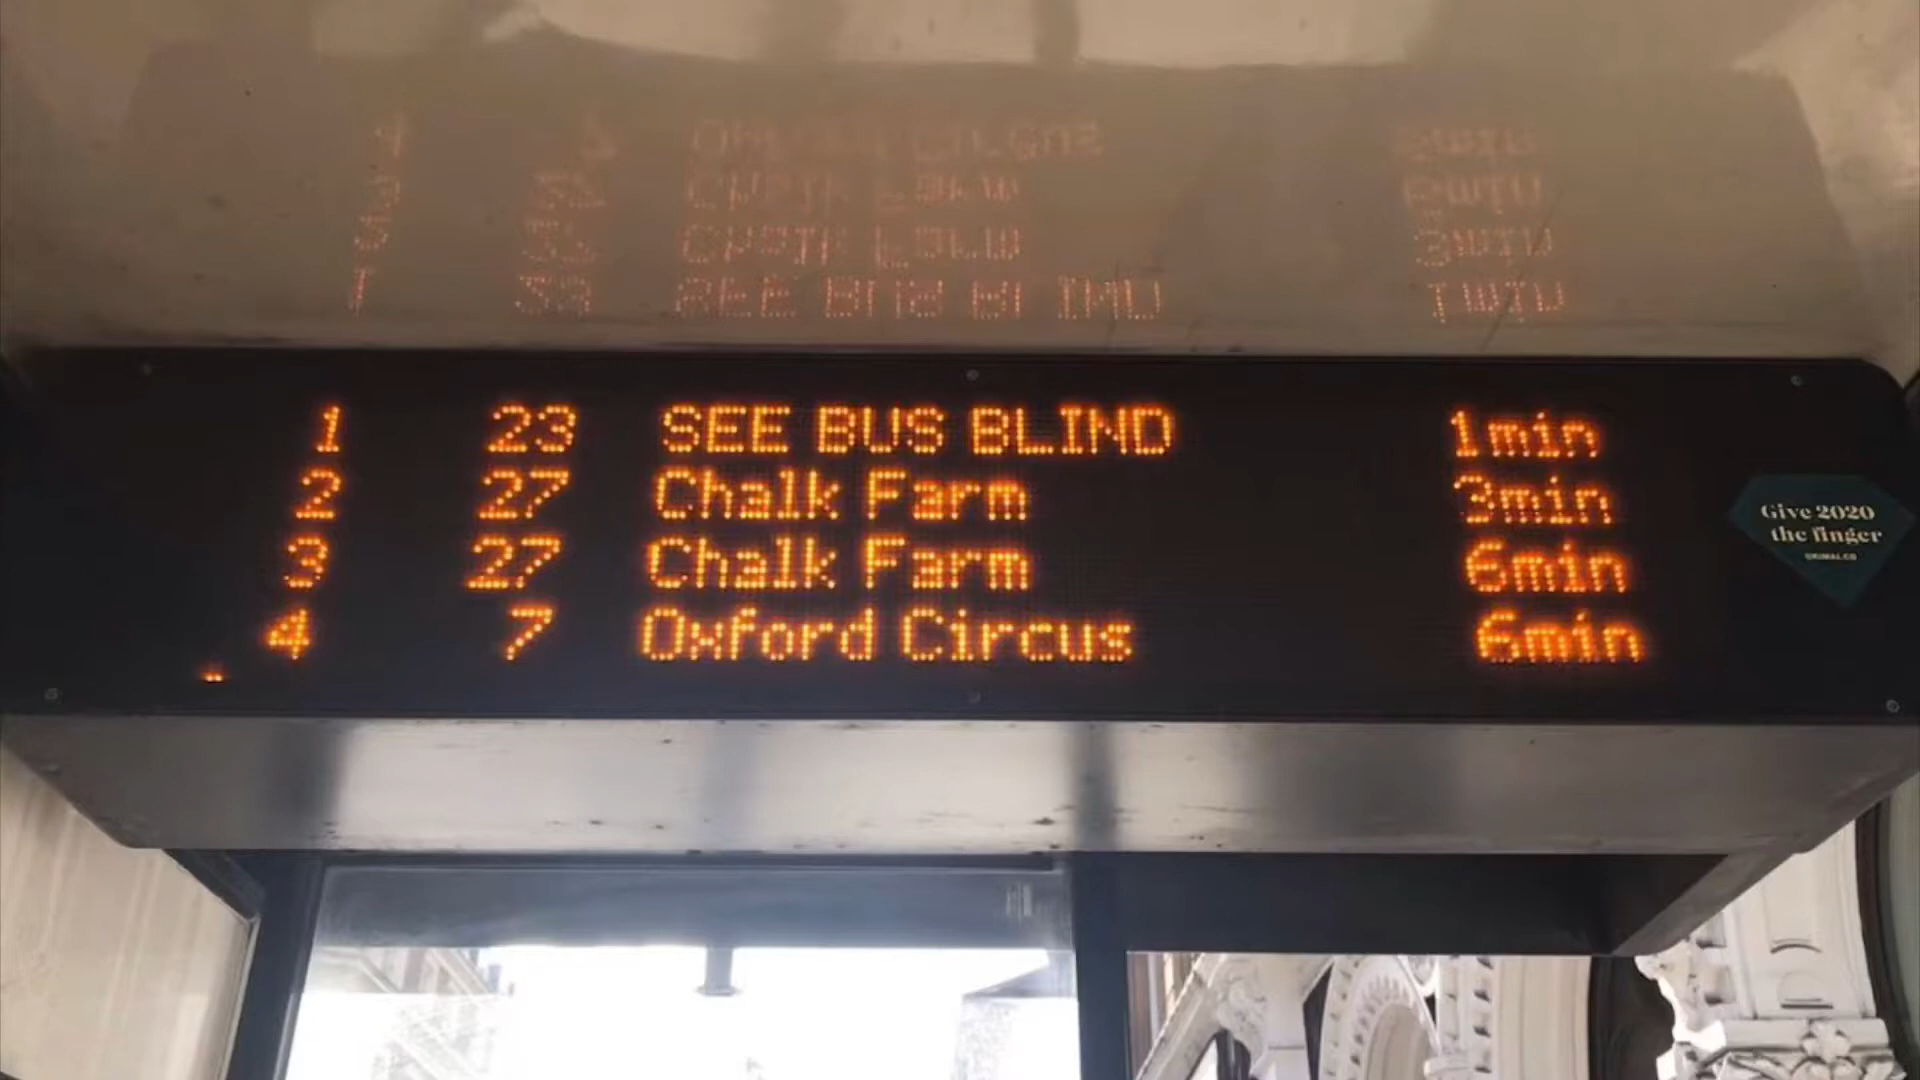 1 23 SEE BUS BLIND 1min
2 27 Chalk Farm 3min
3 27 Chalk Farm 6min
4 7 Oxford Circus 6min
Give 2020
the finger